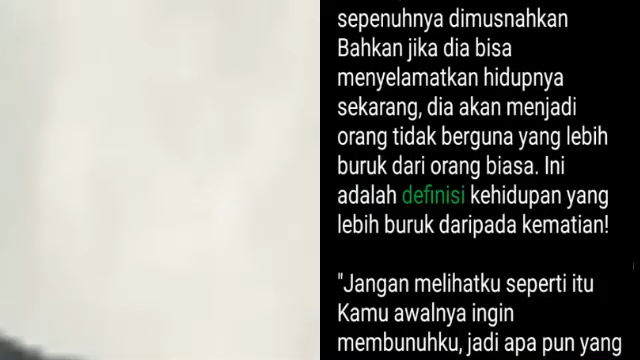 sepenuhnya dimusnahkan
Bahkan jika dia bisa
menyelamatkan hidupnya
sekarang, dia akan menjadi
orang tidak berguna yang lebih
buruk dari orang biasa. Ini
adalah definisi kehidupan yang
lebih buruk daripada kematian!
"Jangan melihatku seperti itu
Kamu awalnya ingin
membunuhku, jadi apa pun yang